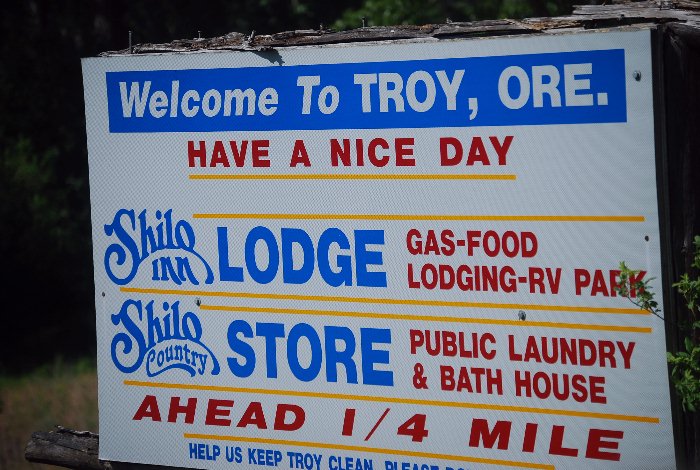 Welcome To TROY, ORE.
HAVE A NICE DAY
Shilo INN LODGE
GAS-FOOD
LODGING-RV PARK
Shilo Country STORE
PUBLIC LAUNDRY
& BATH HOUSE
AHEAD 1/4 MILE
HELP US KEEP TROY CLEAN, PLEASE